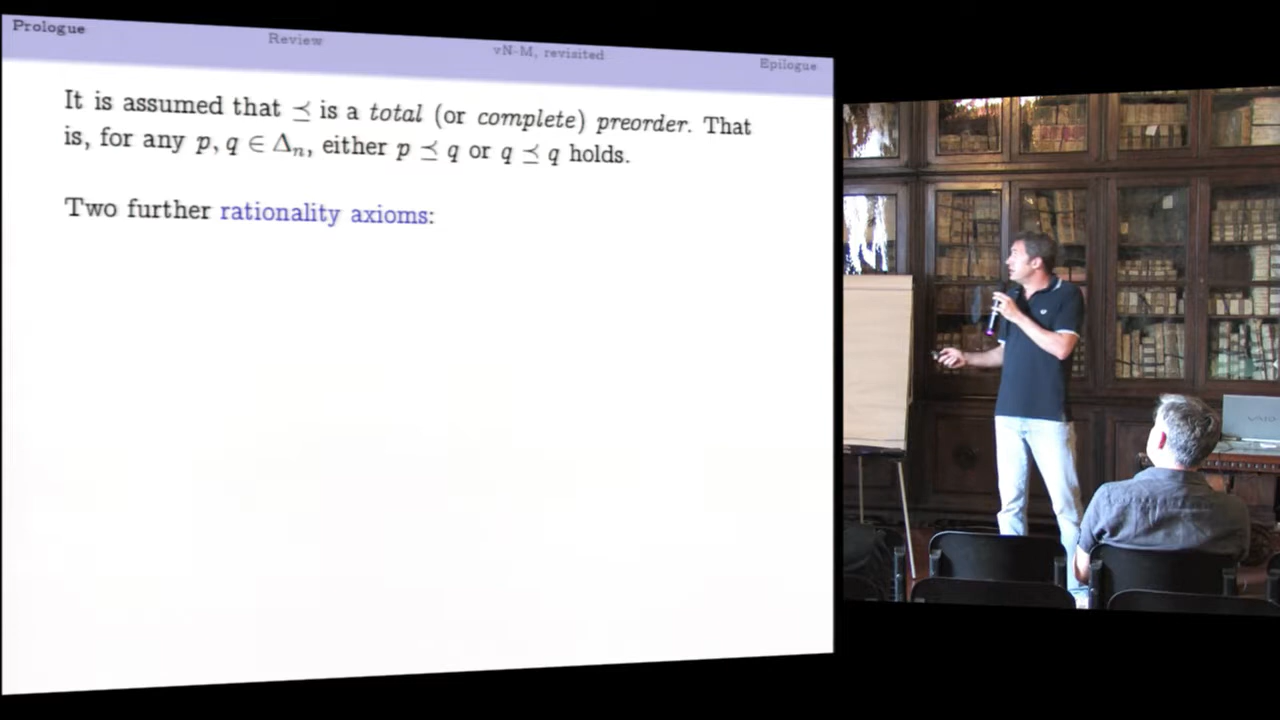 Prologue
Review
vN-M, revisited
Epilogue
It is assumed that ⪯ is a total (or complete) preorder. That
is, for any p, q ∈ Δn, either p ⪯ q or q ⪯ q holds.
Two further rationality axioms:
VAIO